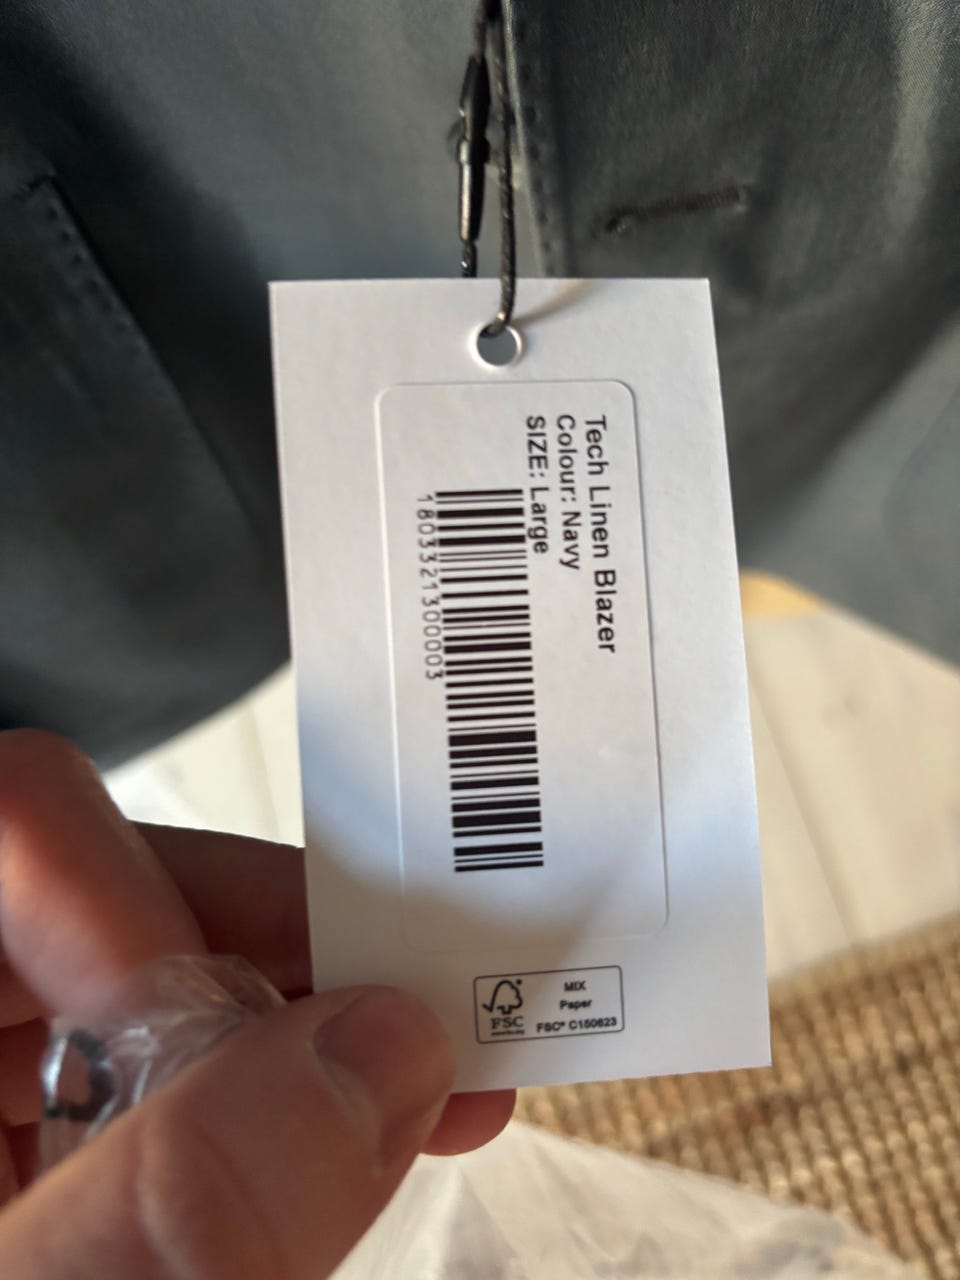 Tech Linen Blazer
Colour: Navy
SIZE: Large
1803321300003
FSC
MIX
Paper
FSC® C150623